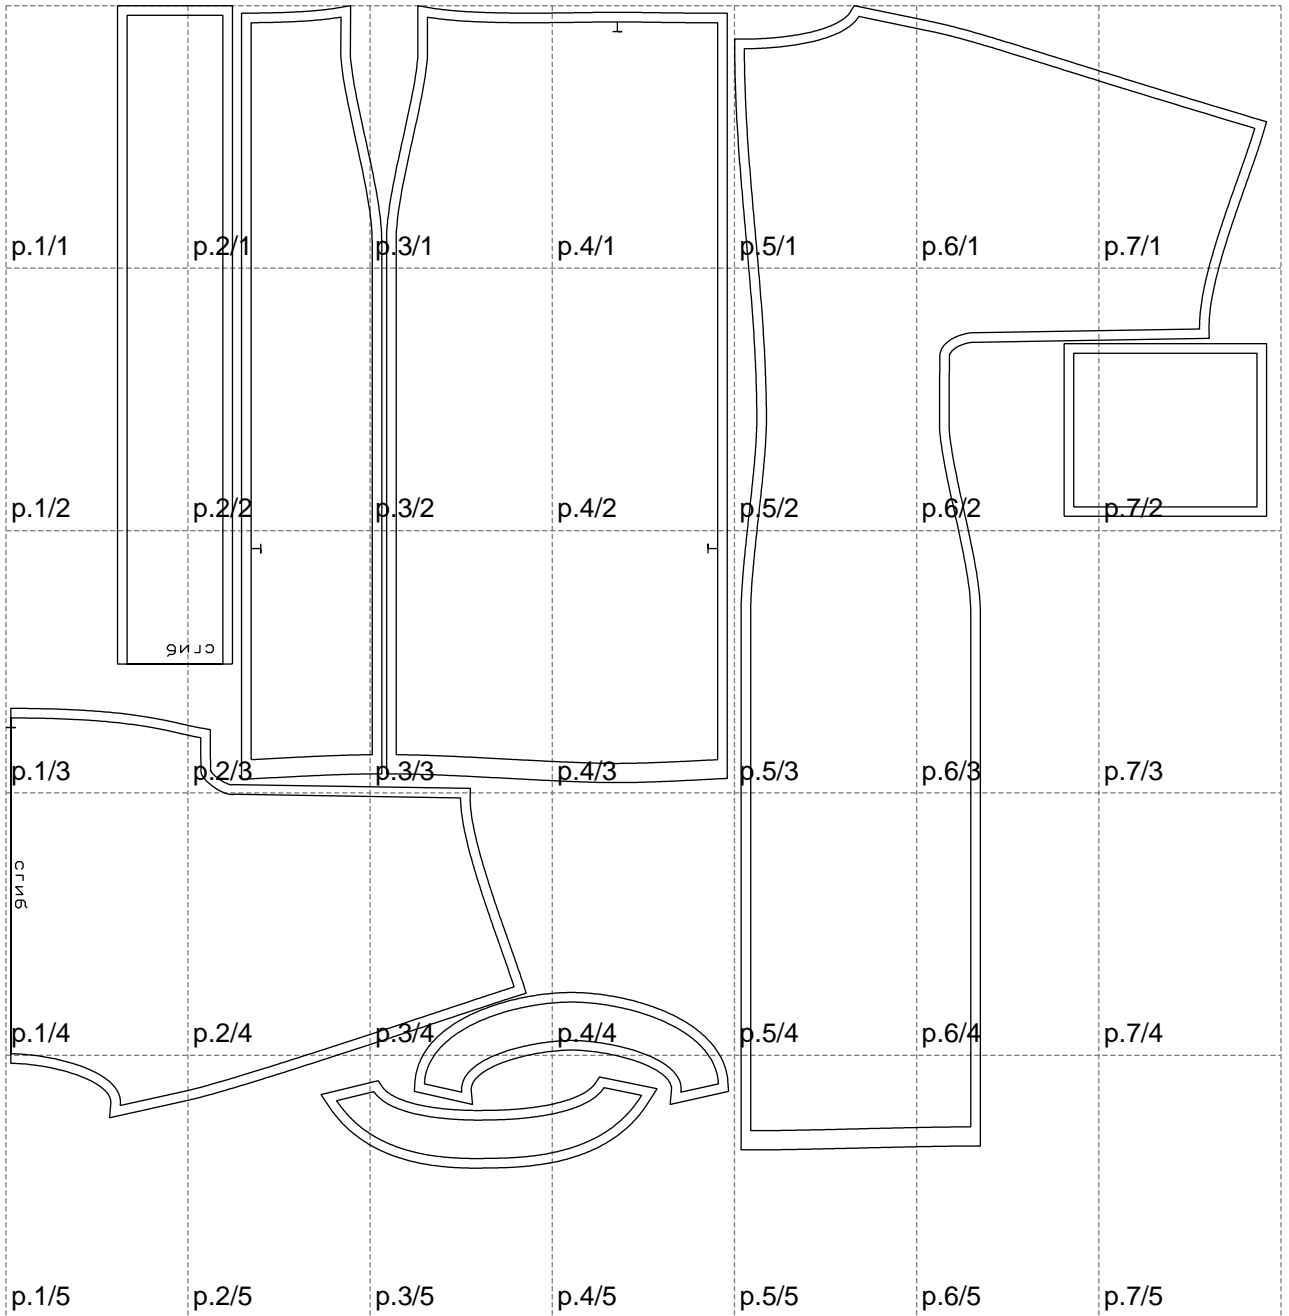 p.1/1 p.2/1 p.3/1 p.4/1 p.5/1 p.6/1 p.7/1
p.1/2 p.2/2 p.3/2 p.4/2 p.5/2 p.6/2 p.7/2
сгиб
p.1/3 p.2/3 p.3/3 p.4/3 p.5/3 p.6/3 p.7/3
сгиб
p.1/4 p.2/4 p.3/4 p.4/4 p.5/4 p.6/4 p.7/4
p.1/5 p.2/5 p.3/5 p.4/5 p.5/5 p.6/5 p.7/5